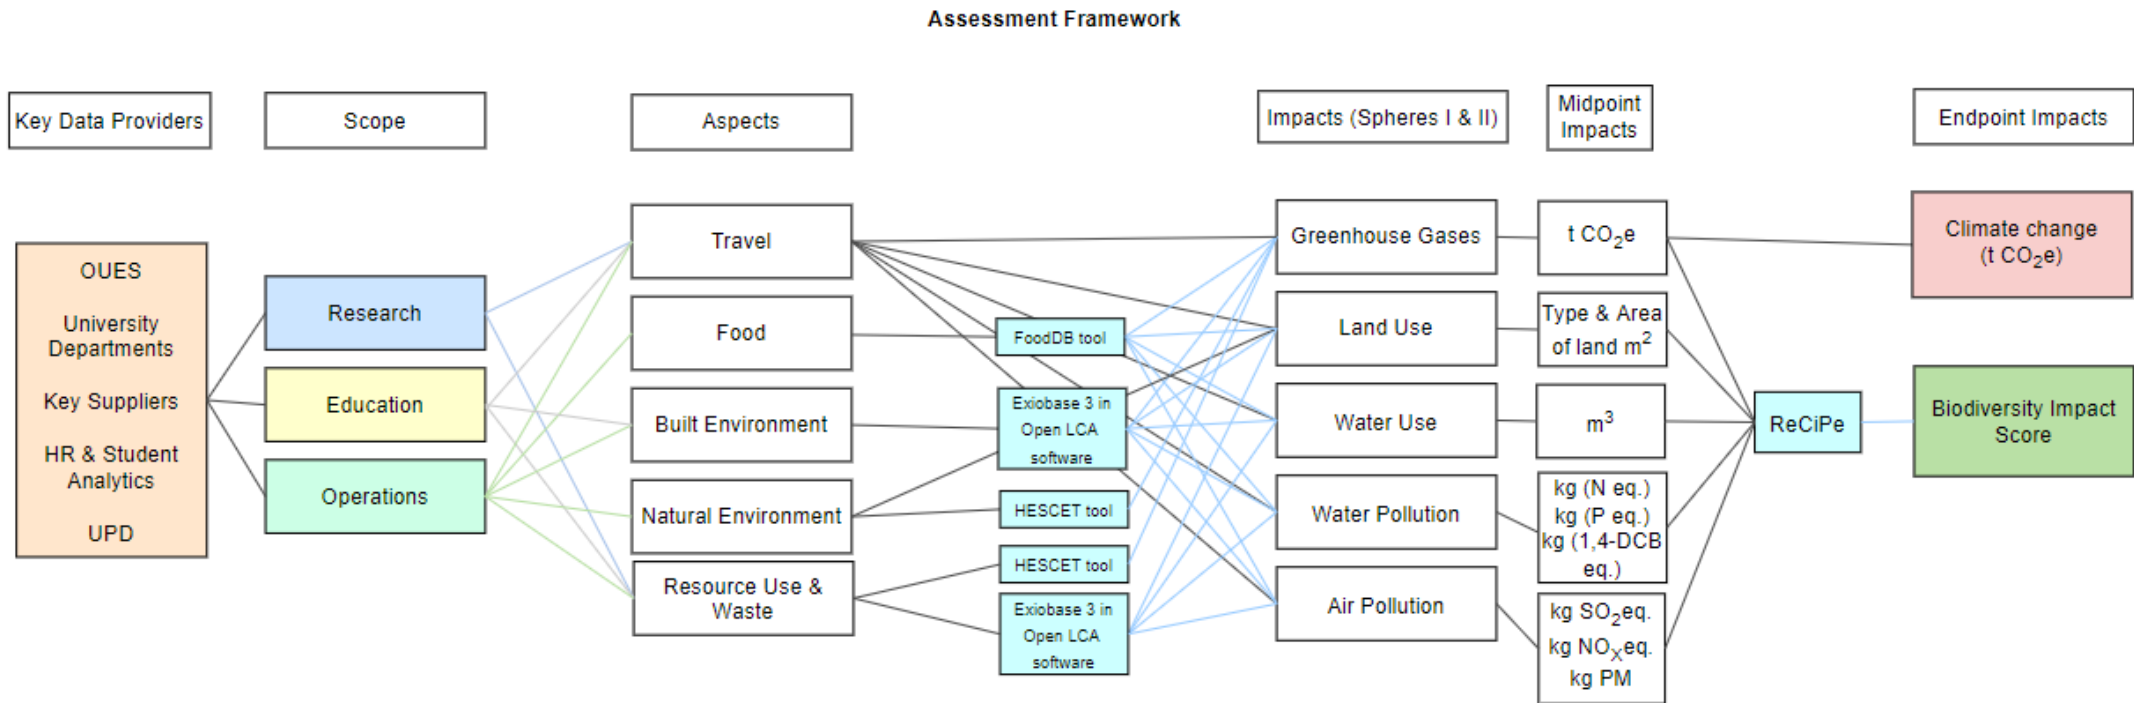 Assessment Framework
Key Data Providers
Scope
Aspects
Impacts (Spheres I & II)
Midpoint
Impacts
Endpoint Impacts
OUES
University
Departments
Key Suppliers
HR & Student
Analytics
UPD
Research
Education
Operations
Travel
Food
Built Environment
Natural Environment
Resource Use &
Waste
FoodDB tool
Exiobase 3 in
Open LCA
software
HESCET tool
HESCET tool
Exiobase 3 in
Open LCA
software
Greenhouse Gases
Land Use
Water Use
Water Pollution
Air Pollution
t CO₂e
Type & Area
of land m²
m³
kg (N eq.)
kg (P eq.)
kg (1,4-DCB
eq.)
kg SO₂eq.
kg NOₓeq.
kg PM
ReCiPe
Climate change
(t CO₂e)
Biodiversity Impact
Score